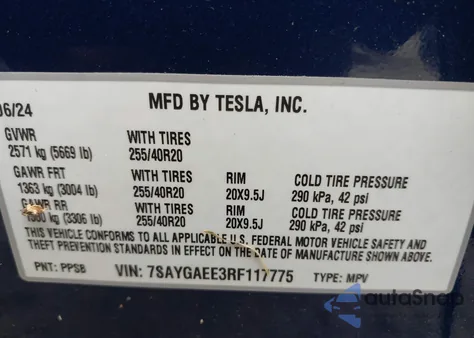 06/24 MFD BY TESLA, INC.
GVWR WITH TIRES
2571 kg (5669 lb) 255/40R20
GAWR FRT WITH TIRES RIM COLD TIRE PRESSURE
1363 kg (3004 lb) 255/40R20 20X9.5J 290 kPa, 42 psi
GAWR RR WITH TIRES RIM COLD TIRE PRESSURE
1500 kg (3306 lb) 255/40R20 20X9.5J 290 kPa, 42 psi
THIS VEHICLE CONFORMS TO ALL APPLICABLE U.S. FEDERAL MOTOR VEHICLE SAFETY AND
THEFT PREVENTION STANDARDS IN EFFECT ON THE DATE OF MANUFACTURE SHOWN ABOVE.
PNT: PPSB VIN: 7SAYGAEE3RF117775 TYPE: MPV
autoSnap